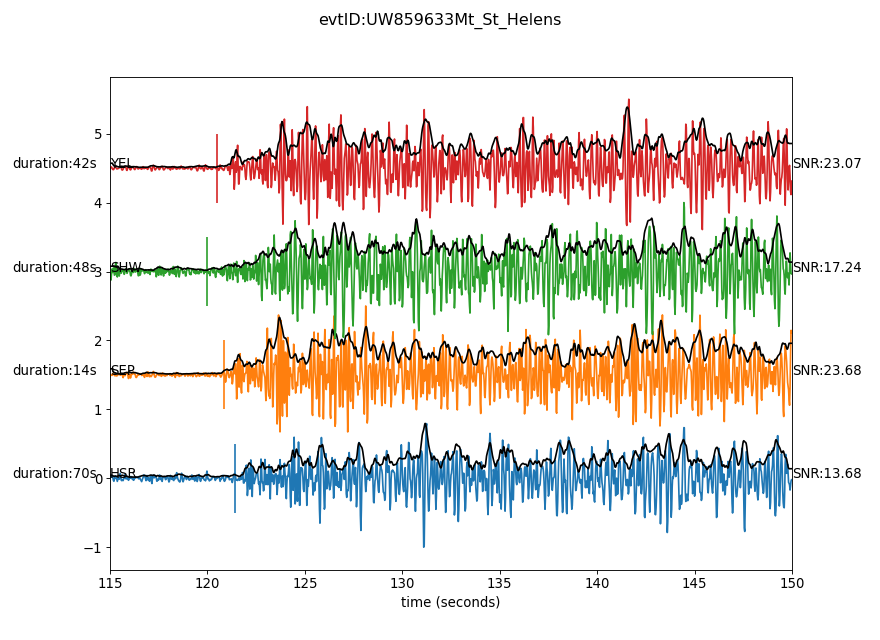 evtID:UW859633Mt_St_Helens
5
duration:42s YEL SNR:23.07
4
duration:48s SHW SNR:17.24
3
2
duration:14s SEP SNR:23.68
1
duration:70s HSR SNR:13.68
0
−1
115 120 125 130 135 140 145 150
time (seconds)